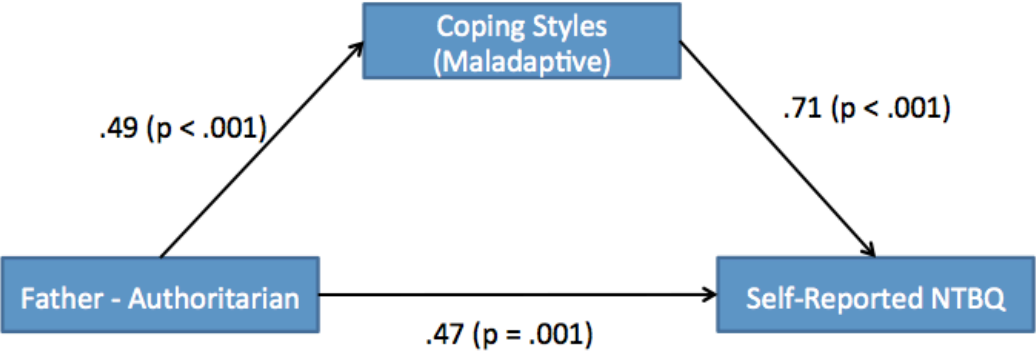 Coping Styles
(Maladaptive)
.49 (p < .001)
.71 (p < .001)
Father - Authoritarian
Self-Reported NTBQ
.47 (p = .001)